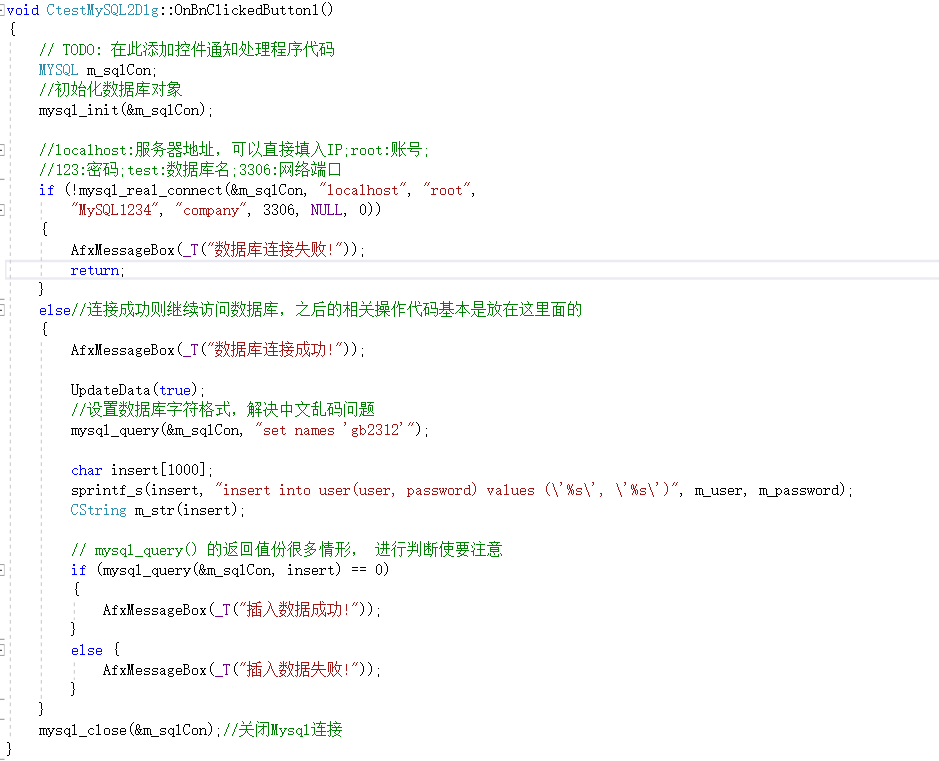 void CtestMySQL2Dlg::OnBnClickedButton1()
{
// TODO: 在此添加控件通知处理程序代码
MYSQL m_sqlCon;
//初始化数据库对象
mysql_init(&m_sqlCon);
//localhost:服务器地址，可以直接填入IP;root:账号;
//123:密码;test:数据库名;3306:网络端口
if (!mysql_real_connect(&m_sqlCon, "localhost", "root",
"MySQL1234", "company", 3306, NULL, 0))
{
AfxMessageBox(_T("数据库连接失败!"));
return;
}
else//连接成功则继续访问数据库，之后的相关操作代码基本是放在这里面的
{
AfxMessageBox(_T("数据库连接成功!"));
UpdateData(true);
//设置数据库字符格式，解决中文乱码问题
mysql_query(&m_sqlCon, "set names 'gb2312'");
char insert[1000];
sprintf_s(insert, "insert into user(user, password) values (\'%s\', \'%s\')", m_user, m_password);
CString m_str(insert);
// mysql_query() 的返回值份很多情形， 进行判断使要注意
if (mysql_query(&m_sqlCon, insert) == 0)
{
AfxMessageBox(_T("插入数据成功!"));
}
else {
AfxMessageBox(_T("插入数据失败!"));
}
}
mysql_close(&m_sqlCon);//关闭Mysql连接
}